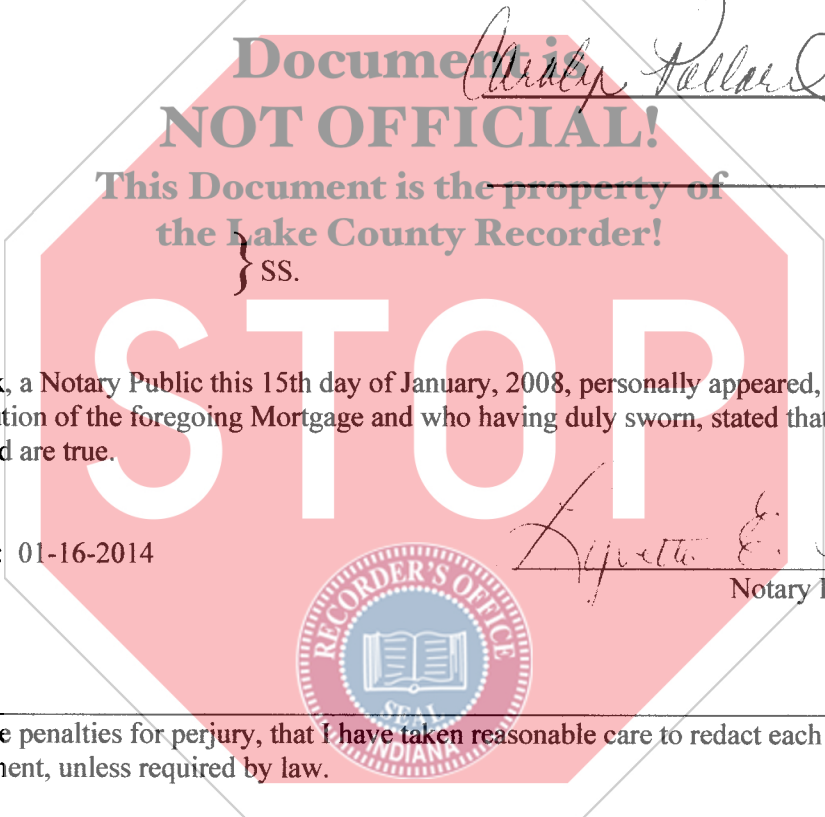 Carolyn Pollard
Document is
NOT OFFICIAL!
This Document is the property of
the Lake County Recorder!
} SS.
STOP
, a Notary Public this 15th day of January, 2008, personally appeared,
tion of the foregoing Mortgage and who having duly sworn, stated that
d are true.
: 01-16-2014
E.
Notary
RECORDER'S OFFICE
SEAL
INDIANA
e penalties for perjury, that I have taken reasonable care to redact each
ment, unless required by law.